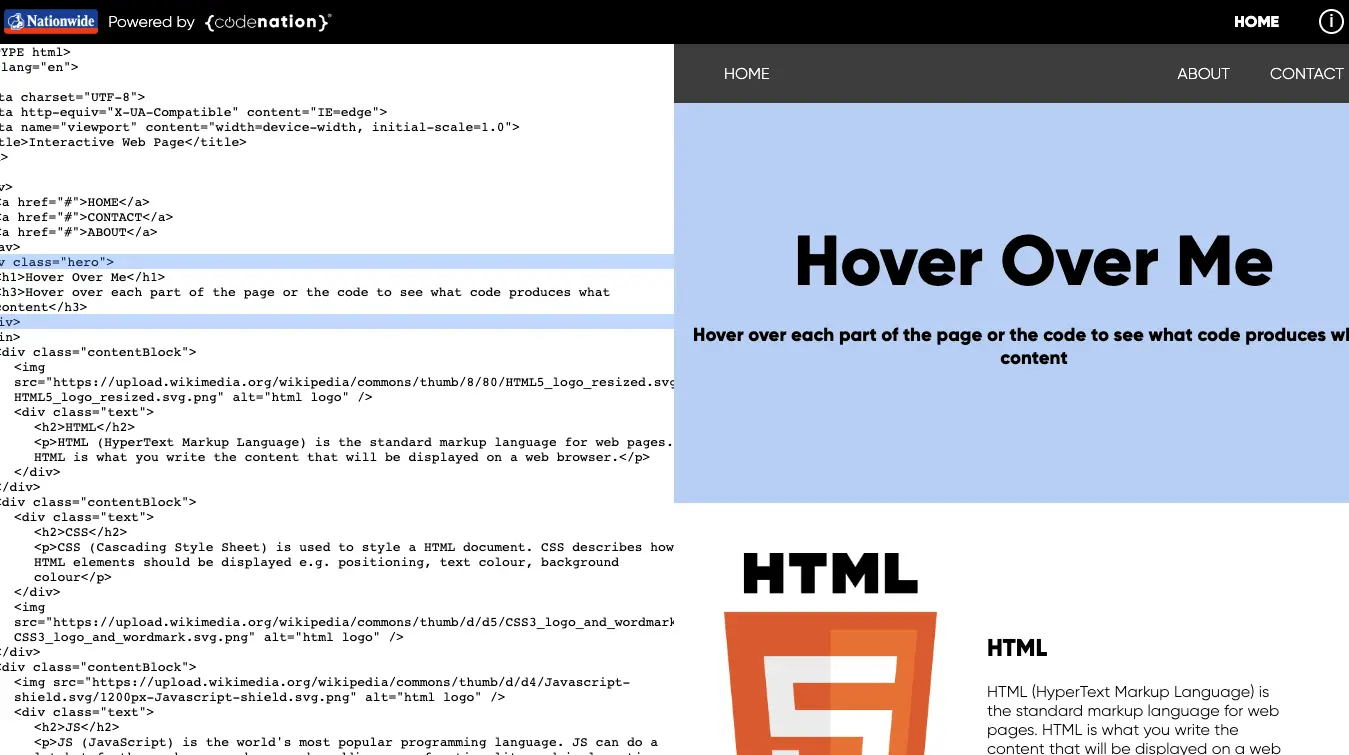 Nationwide Powered by {codenation}® HOME i
TYPE html>
lang="en">
ta charset="UTF-8">
ta http-equiv="X-UA-Compatible" content="IE=edge">
ta name="viewport" content="width=device-width, initial-scale=1.0">
tle>Interactive Web Page</title>
>
v>
a href="#">HOME</a>
a href="#">CONTACT</a>
a href="#">ABOUT</a>
av>
v class="hero">
<h1>Hover Over Me</h1>
<h3>Hover over each part of the page or the code to see what code produces what
content</h3>
iv>
in>
<div class="contentBlock">
<img
src="https://upload.wikimedia.org/wikipedia/commons/thumb/8/80/HTML5_logo_resized.svg
HTML5_logo_resized.svg.png" alt="html logo" />
<div class="text">
<h2>HTML</h2>
<p>HTML (HyperText Markup Language) is the standard markup language for web pages.
HTML is what you write the content that will be displayed on a web browser.</p>
</div>
</div>
<div class="contentBlock">
<div class="text">
<h2>CSS</h2>
<p>CSS (Cascading Style Sheet) is used to style a HTML document. CSS describes how
HTML elements should be displayed e.g. positioning, text colour, background
colour</p>
</div>
<img
src="https://upload.wikimedia.org/wikipedia/commons/thumb/d/d5/CSS3_logo_and_wordmark
CSS3_logo_and_wordmark.svg.png" alt="html logo" />
</div>
<div class="contentBlock">
<img src="https://upload.wikimedia.org/wikipedia/commons/thumb/d/d4/Javascript-
shield.svg/1200px-Javascript-shield.svg.png" alt="html logo" />
<div class="text">
<h2>JS</h2>
<p>JS (JavaScript) is the world's most popular programming language. JS can do a
HOME ABOUT CONTACT
Hover Over Me
Hover over each part of the page or the code to see what code produces wh
content
HTML
HTML
HTML (HyperText Markup Language) is
the standard markup language for web
pages. HTML is what you write the
content that will be displayed on a web